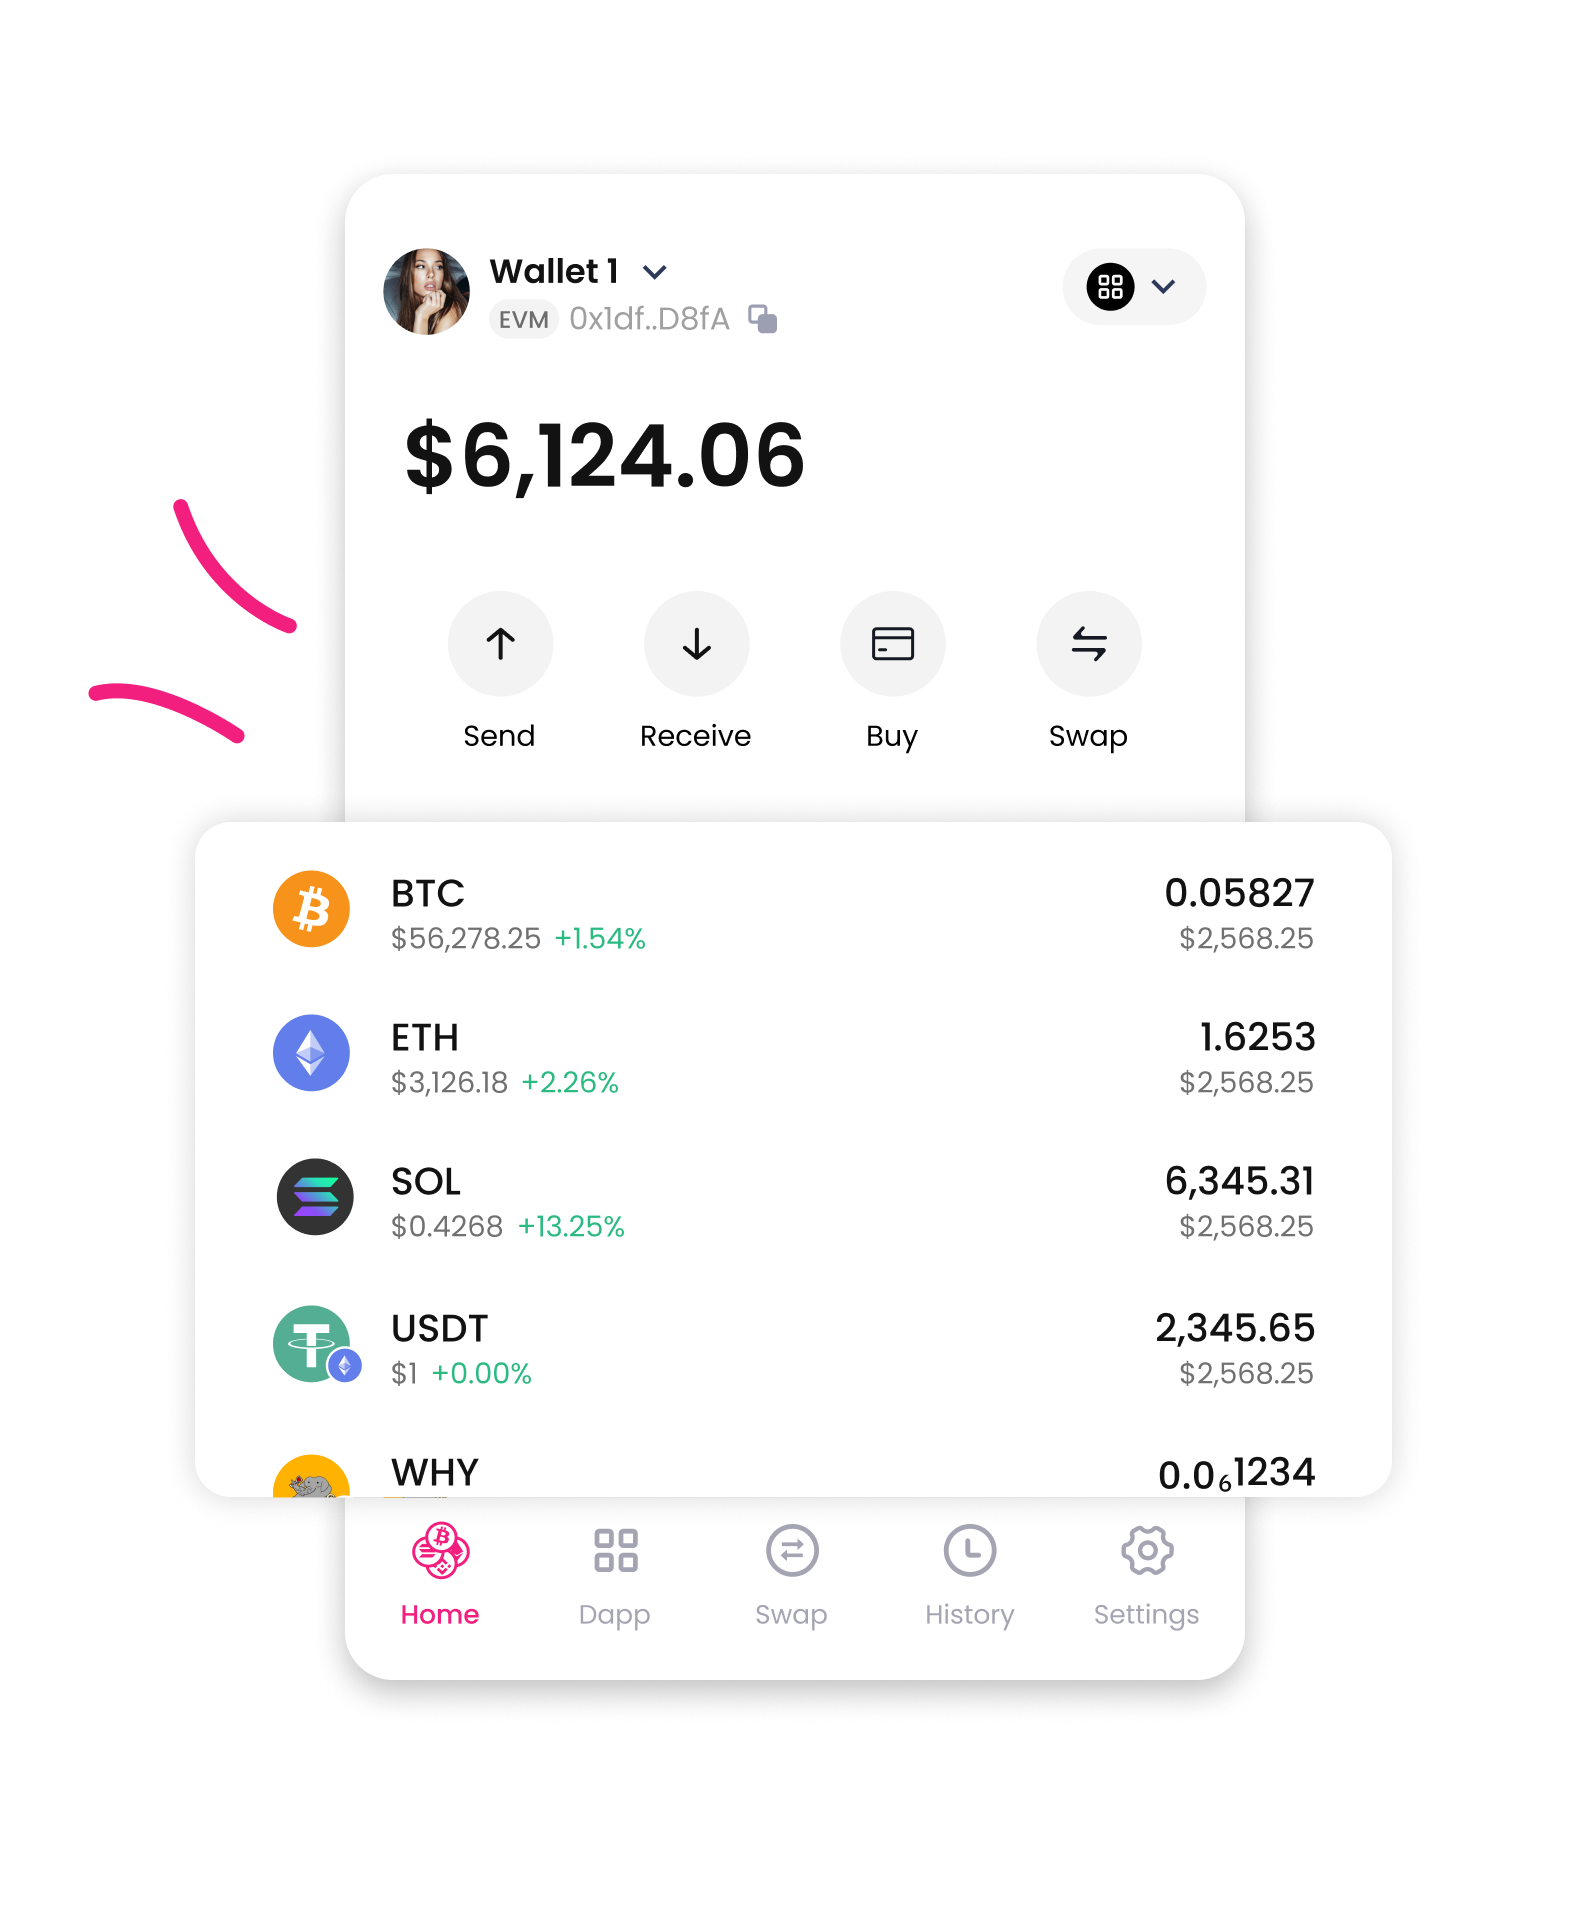 Wallet 1
EVM 0x1df..D8fA
$6,124.06
Send Receive Buy Swap
BTC 0.05827
$56,278.25 +1.54% $2,568.25
ETH 1.6253
$3,126.18 +2.26% $2,568.25
SOL 6,345.31
$0.4268 +13.25% $2,568.25
USDT 2,345.65
$1 +0.00% $2,568.25
WHY 0.0₆1234
Home Dapp Swap History Settings